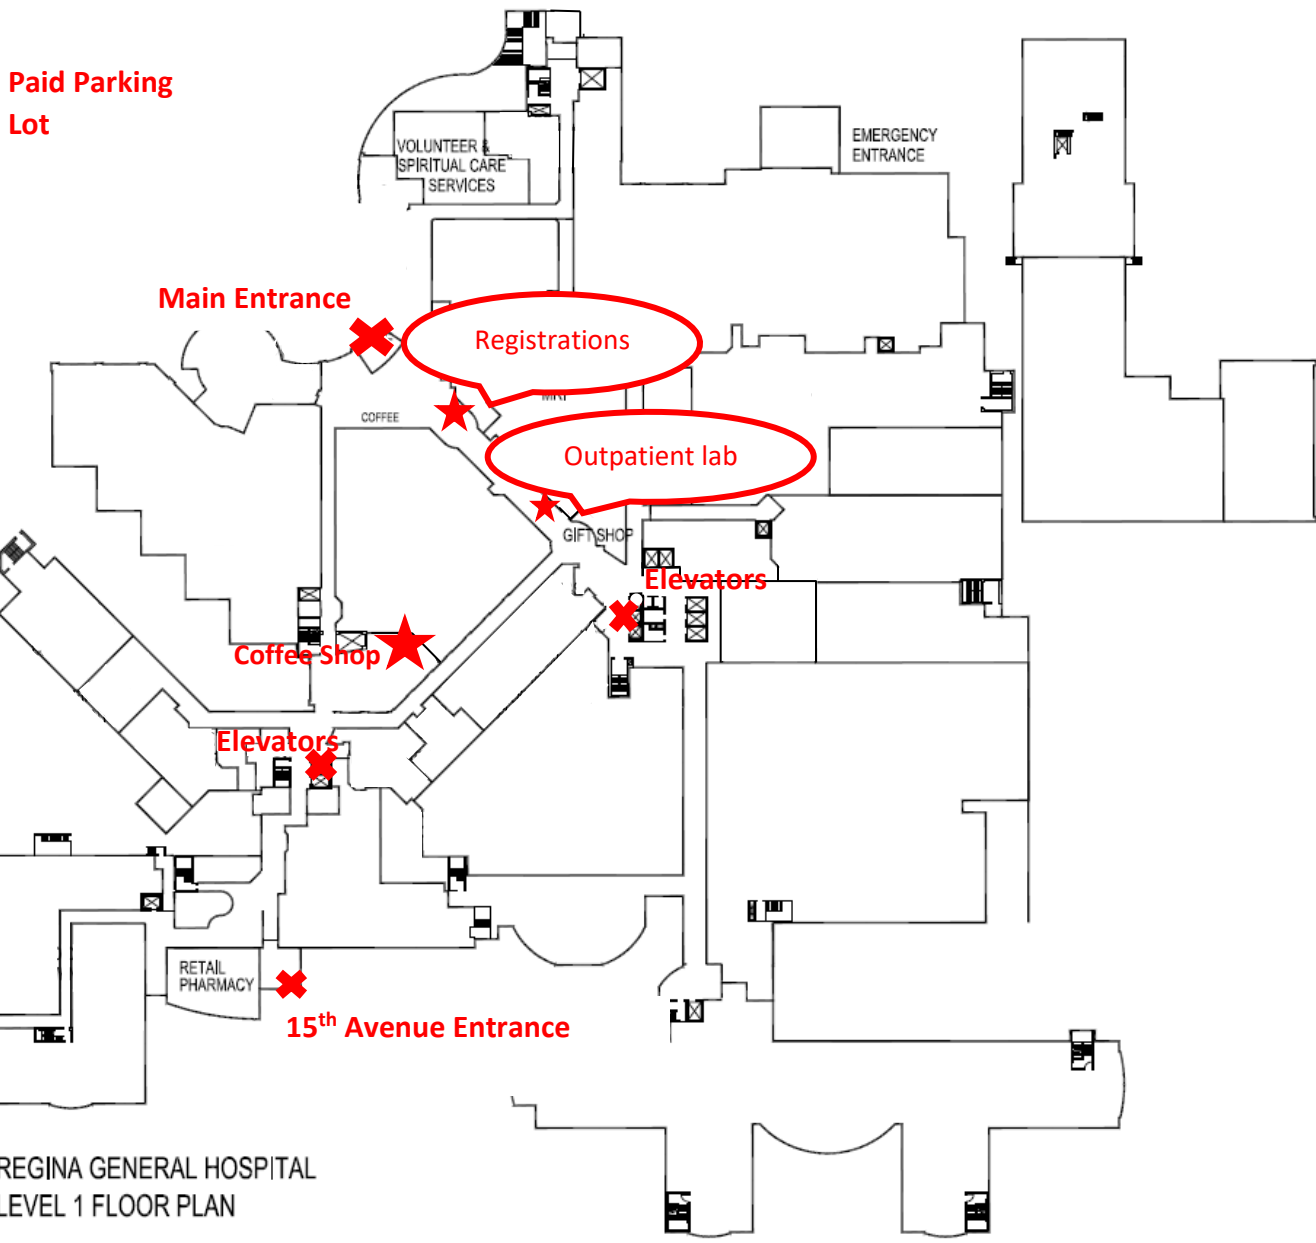 Paid Parking
Lot
VOLUNTEER &
SPIRITUAL CARE
SERVICES
EMERGENCY
ENTRANCE
Main Entrance
Registrations
MRI
COFFEE
Outpatient lab
GIFT SHOP
Elevators
Coffee Shop
Elevators
RETAIL
PHARMACY
15th Avenue Entrance
REGINA GENERAL HOSPITAL
LEVEL 1 FLOOR PLAN